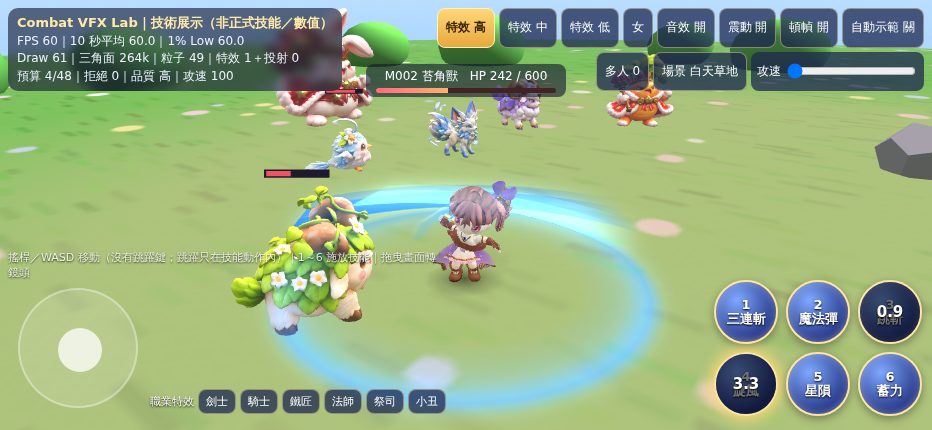 Combat VFX Lab｜技術展示（非正式技能／數值）
FPS 60｜10 秒平均 60.0｜1% Low 60.0
Draw 61｜三角面 264k｜粒子 49｜特效 1＋投射 0
預算 4/48｜拒絕 0｜品質 高｜攻速 100
特效 高
特效 中
特效 低
女
音效 開
震動 開
頓幀 開
自動示範 關
M002 苔角獸 HP 242 / 600
多人 0
場景 白天草地
攻速
搖桿／WASD 移動（沒有跳躍鍵；跳躍只在技能動作內）｜1～6 施放技能｜拖曳畫面轉
鏡頭
1
三連斬
2
魔法彈
3
0.9
跳斬
4
3.3
旋風
5
星隕
6
蓄力
職業特效
劍士
騎士
鐵匠
法師
祭司
小丑